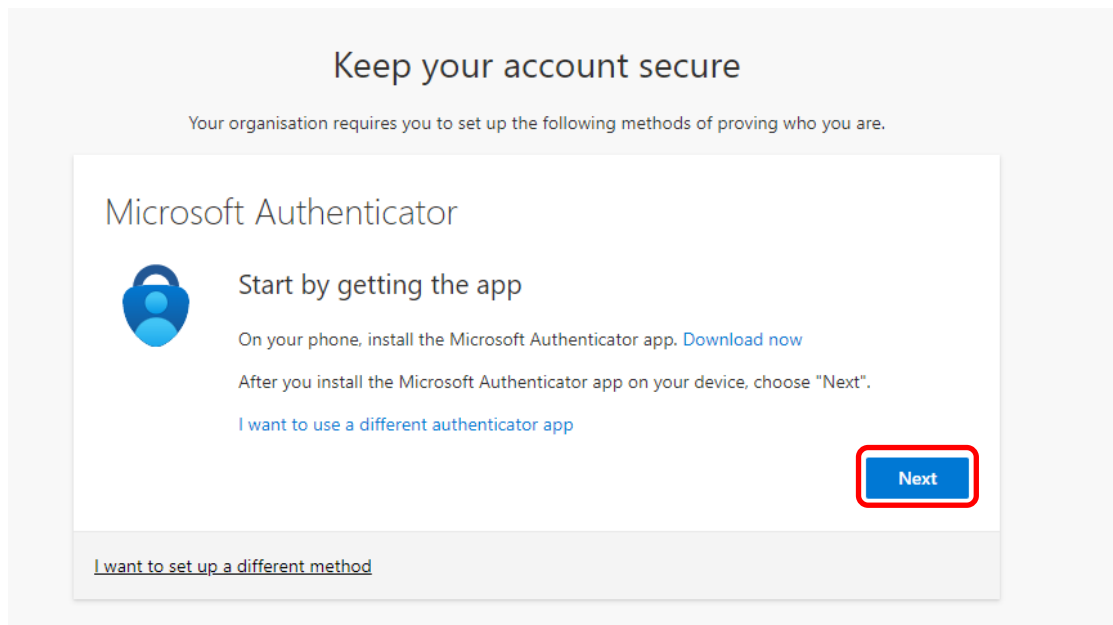 Keep your account secure
Your organisation requires you to set up the following methods of proving who you are.
Microsoft Authenticator
Start by getting the app
On your phone, install the Microsoft Authenticator app. Download now
After you install the Microsoft Authenticator app on your device, choose "Next".
I want to use a different authenticator app
Next
I want to set up a different method